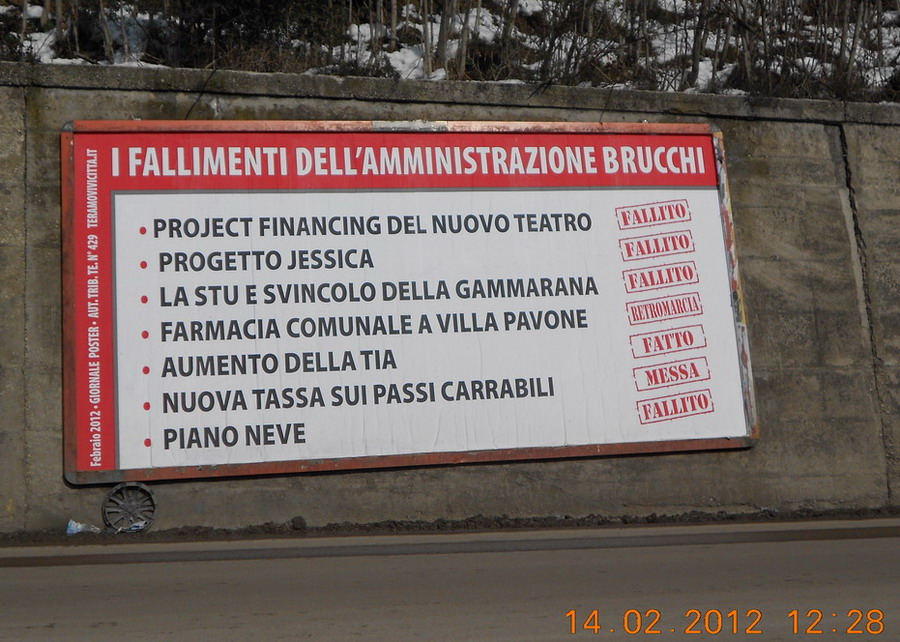 I FALLIMENTI DELL'AMMINISTRAZIONE BRUCCHI
• PROJECT FINANCING DEL NUOVO TEATRO FALLITO
• PROGETTO JESSICA FALLITO
• LA STU E SVINCOLO DELLA GAMMARANA FALLITO
• FARMACIA COMUNALE A VILLA PAVONE RETROMARCIA
• AUMENTO DELLA TIA FATTO
• NUOVA TASSA SUI PASSI CARRABILI MESSA
• PIANO NEVE FALLITO
Febraio 2012 • GIORNALE POSTER • AUT. TRIB. TE. N° 429 TERAMOVIVICITTA.IT
14.02.2012 12:28